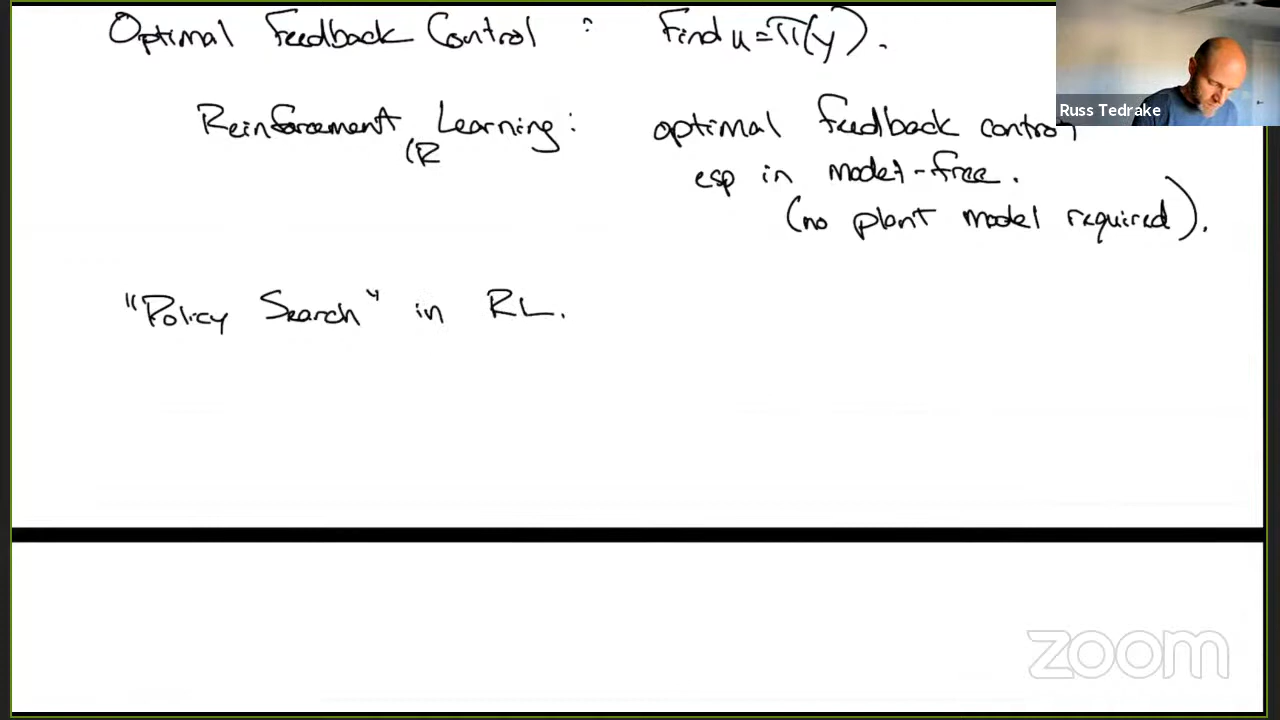 Optimal Feedback Control : Find u = π(y).
Russ Tedrake
Reinforcement Learning : optimal feedback control
(R
esp in model-free.
(no plant model required).
"Policy Search" in RL.
zoom